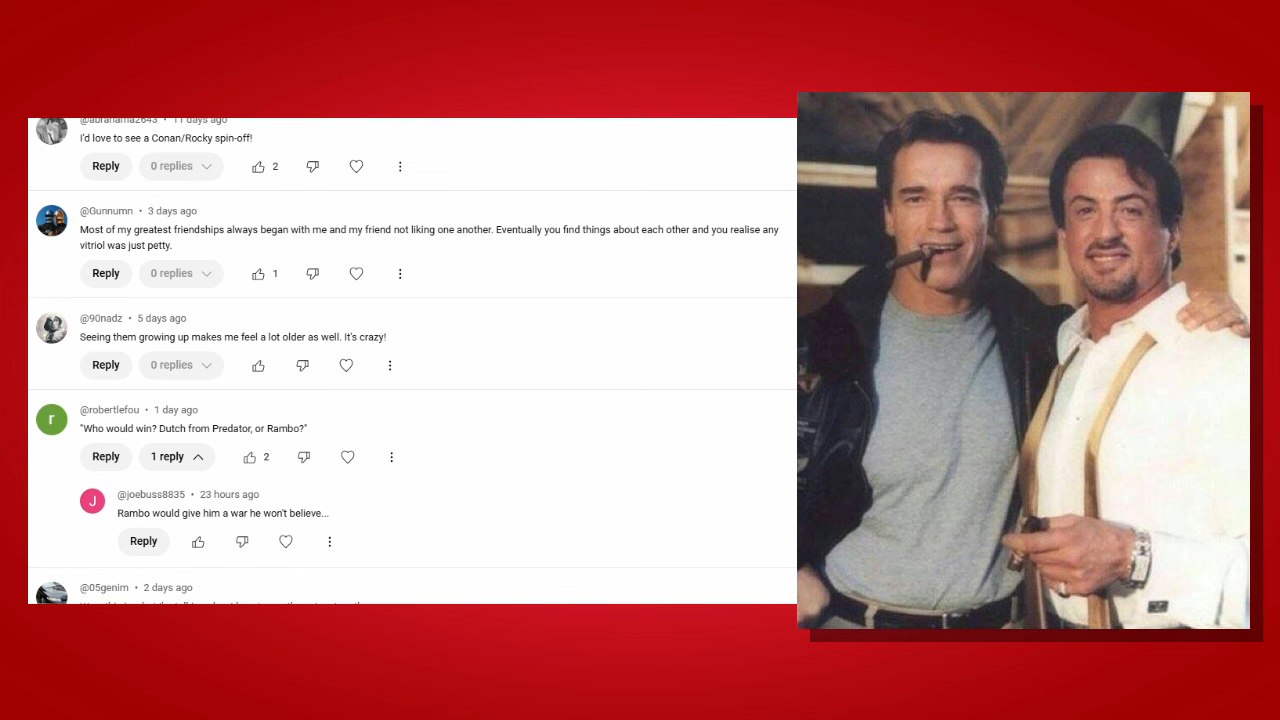 @abrahama2643 • 11 days ago
I'd love to see a Conan/Rocky spin-off!
Reply 0 replies 2
@Gunnumn • 3 days ago
Most of my greatest friendships always began with me and my friend not liking one another. Eventually you find things about each other and you realise any
vitriol was just petty.
Reply 0 replies 1
@90nadz • 5 days ago
Seeing them growing up makes me feel a lot older as well. It's crazy!
Reply 0 replies
r
@robertlefou • 1 day ago
"Who would win? Dutch from Predator, or Rambo?"
Reply 1 reply 2
J
@joebuss8835 • 23 hours ago
Rambo would give him a war he won't believe...
Reply
@05genim • 2 days ago